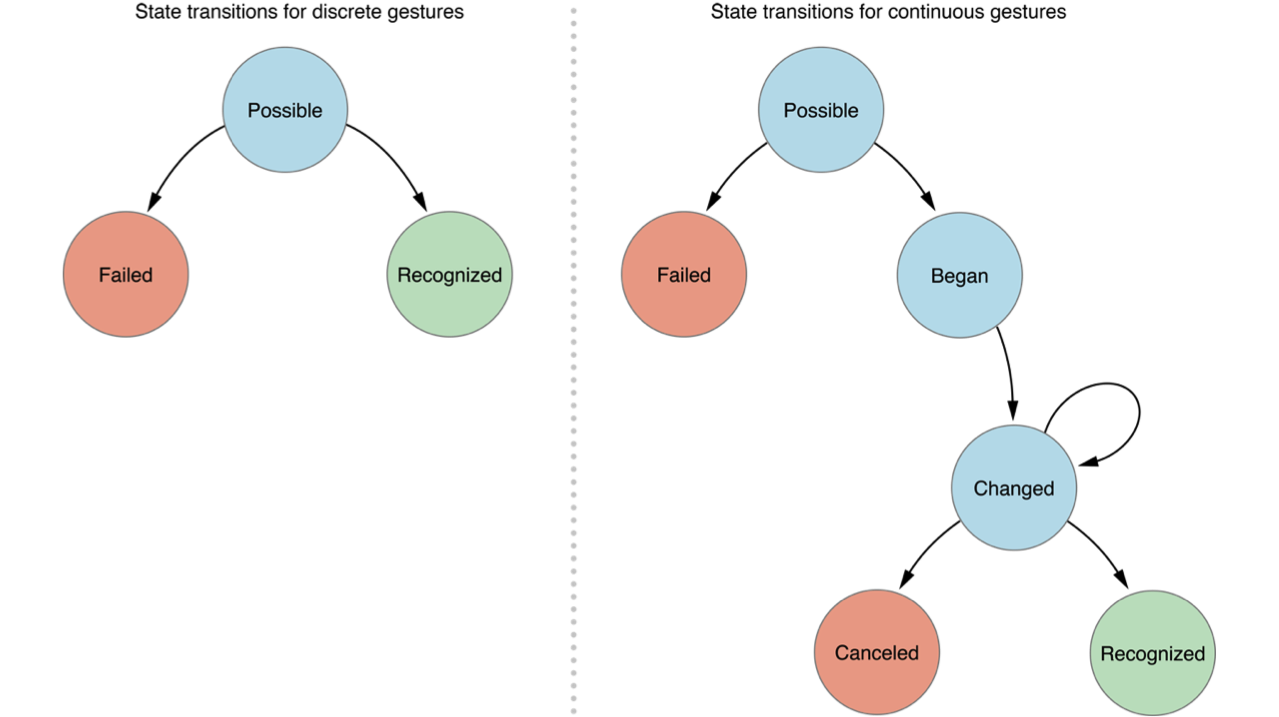 State transitions for discrete gestures
Possible
Failed
Recognized
State transitions for continuous gestures
Possible
Failed
Began
Changed
Canceled
Recognized